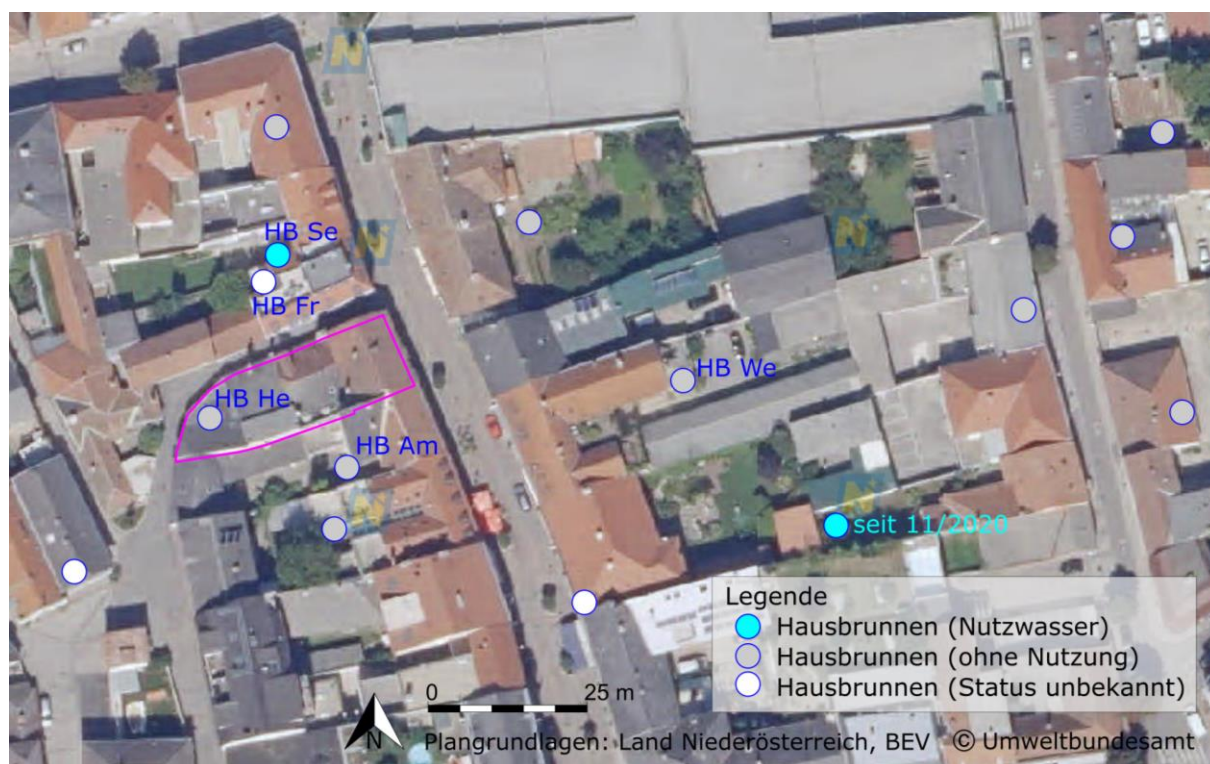 HB Se
HB Fr
HB We
HB He
HB Am
seit 11/2020
Legende
Hausbrunnen (Nutzwasser)
Hausbrunnen (ohne Nutzung)
Hausbrunnen (Status unbekannt)
0 25 m
N
Plangrundlagen: Land Niederösterreich, BEV © Umweltbundesamt